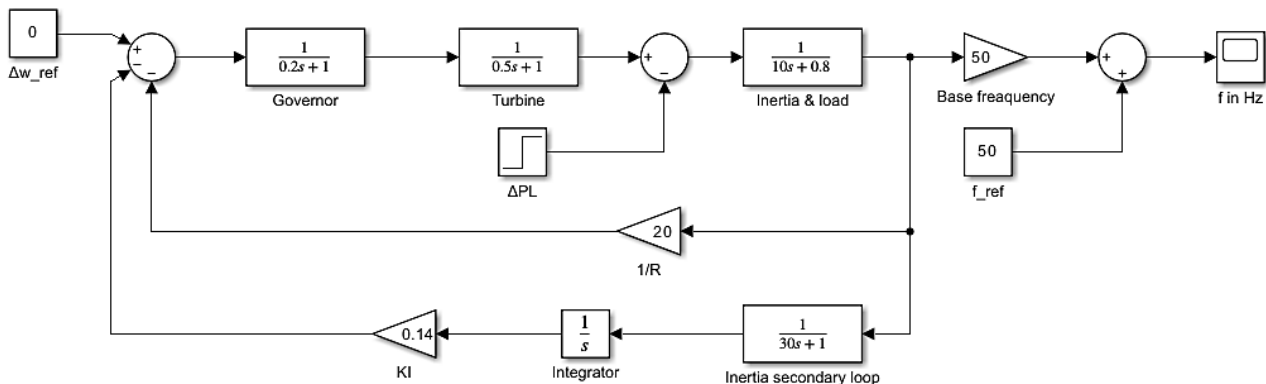 0
Δw_ref
+
−
−
1
0.2s + 1
Governor
1
0.5s + 1
Turbine
+
−
1
10s + 0.8
Inertia & load
50
Base freaquency
+
+
f in Hz
ΔPL
50
f_ref
20
1/R
0.14
KI
1
s
Integrator
1
30s + 1
Inertia secondary loop